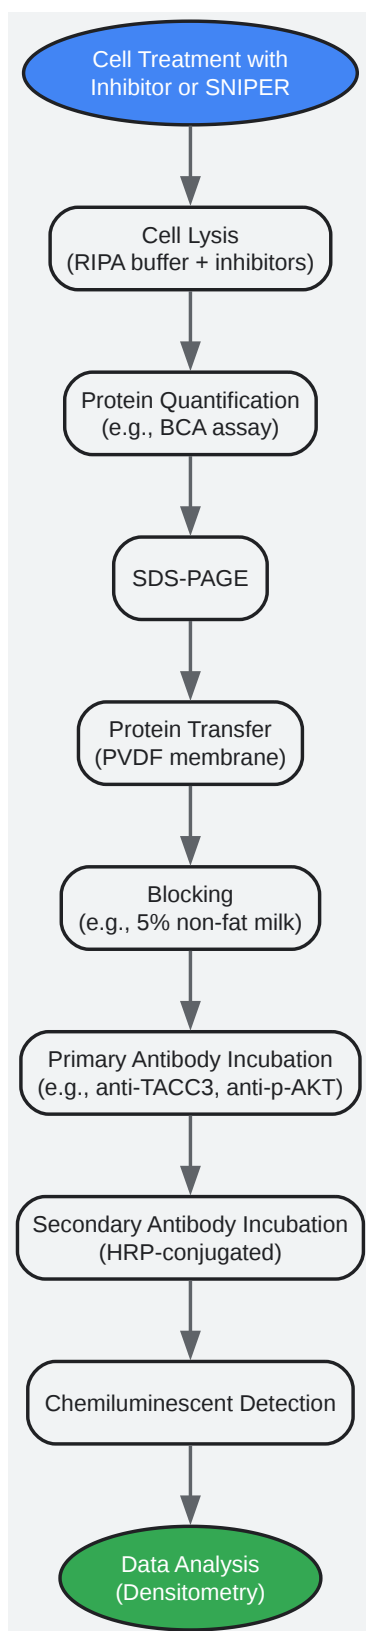 Cell Treatment with
Inhibitor or SNIPER
Cell Lysis
(RIPA buffer + inhibitors)
Protein Quantification
(e.g., BCA assay)
SDS-PAGE
Protein Transfer
(PVDF membrane)
Blocking
(e.g., 5% non-fat milk)
Primary Antibody Incubation
(e.g., anti-TACC3, anti-p-AKT)
Secondary Antibody Incubation
(HRP-conjugated)
Chemiluminescent Detection
Data Analysis
(Densitometry)